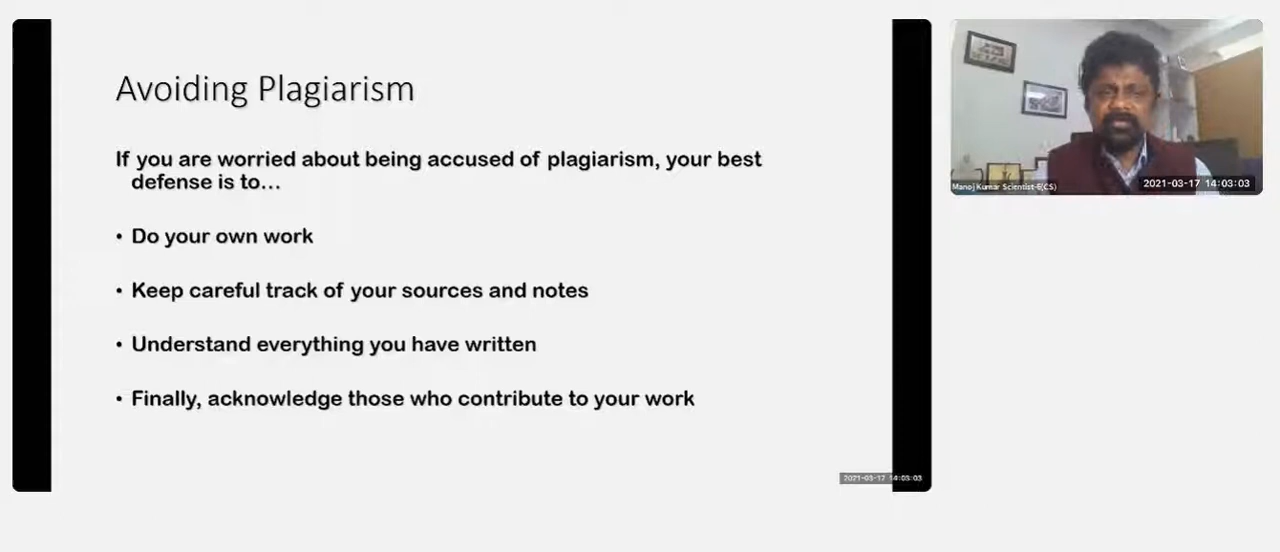 Avoiding Plagiarism
If you are worried about being accused of plagiarism, your best
defense is to...
• Do your own work
• Keep careful track of your sources and notes
• Understand everything you have written
• Finally, acknowledge those who contribute to your work
2021-03-17 14:03:03
Manoj Kumar Scientist-E(CS)
2021-03-17 14:03:03